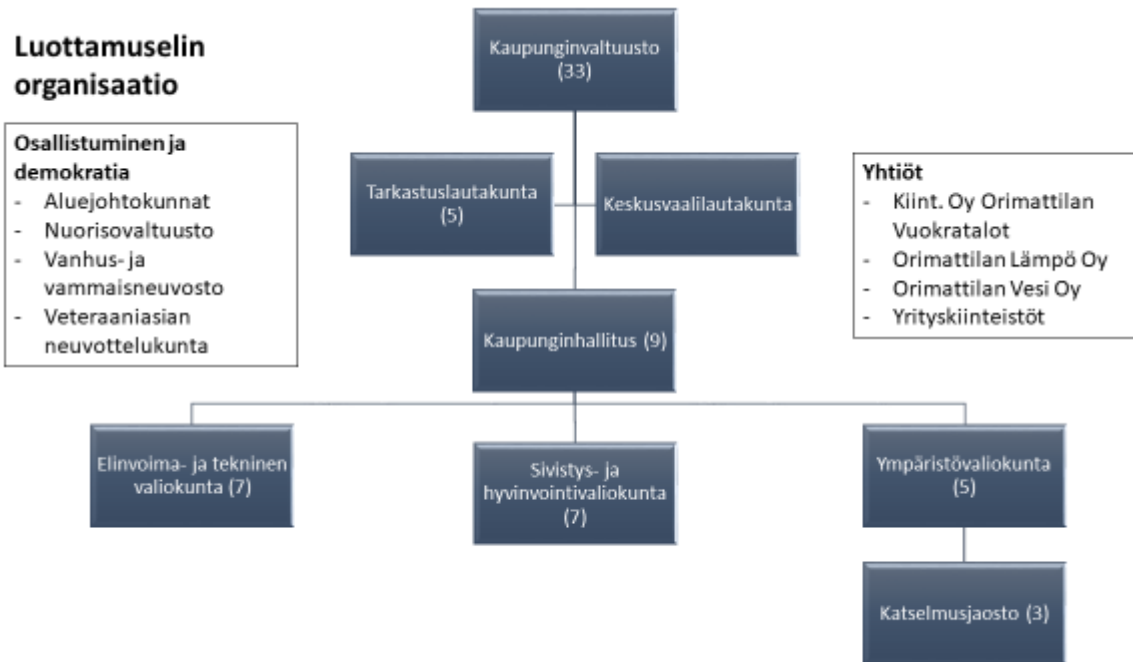 Luottamuselin
organisaatio
Kaupunginvaltuusto
(33)
Osallistuminen ja
demokratia
- Aluejohtokunnat
- Nuorisovaltuusto
- Vanhus- ja
vammaisneuvosto
- Veteraaniasian
neuvottelukunta
Tarkastuslautakunta
(5)
Keskusvaalilautakunta
Yhtiöt
- Kiint. Oy Orimattilan
Vuokratalot
- Orimattilan Lämpö Oy
- Orimattilan Vesi Oy
- Yrityskiinteistöt
Kaupunginhallitus (9)
Elinvoima- ja tekninen
valiokunta (7)
Sivistys- ja
hyvinvointivaliokunta
(7)
Ympäristövaliokunta
(5)
Katselmusjaosto (3)